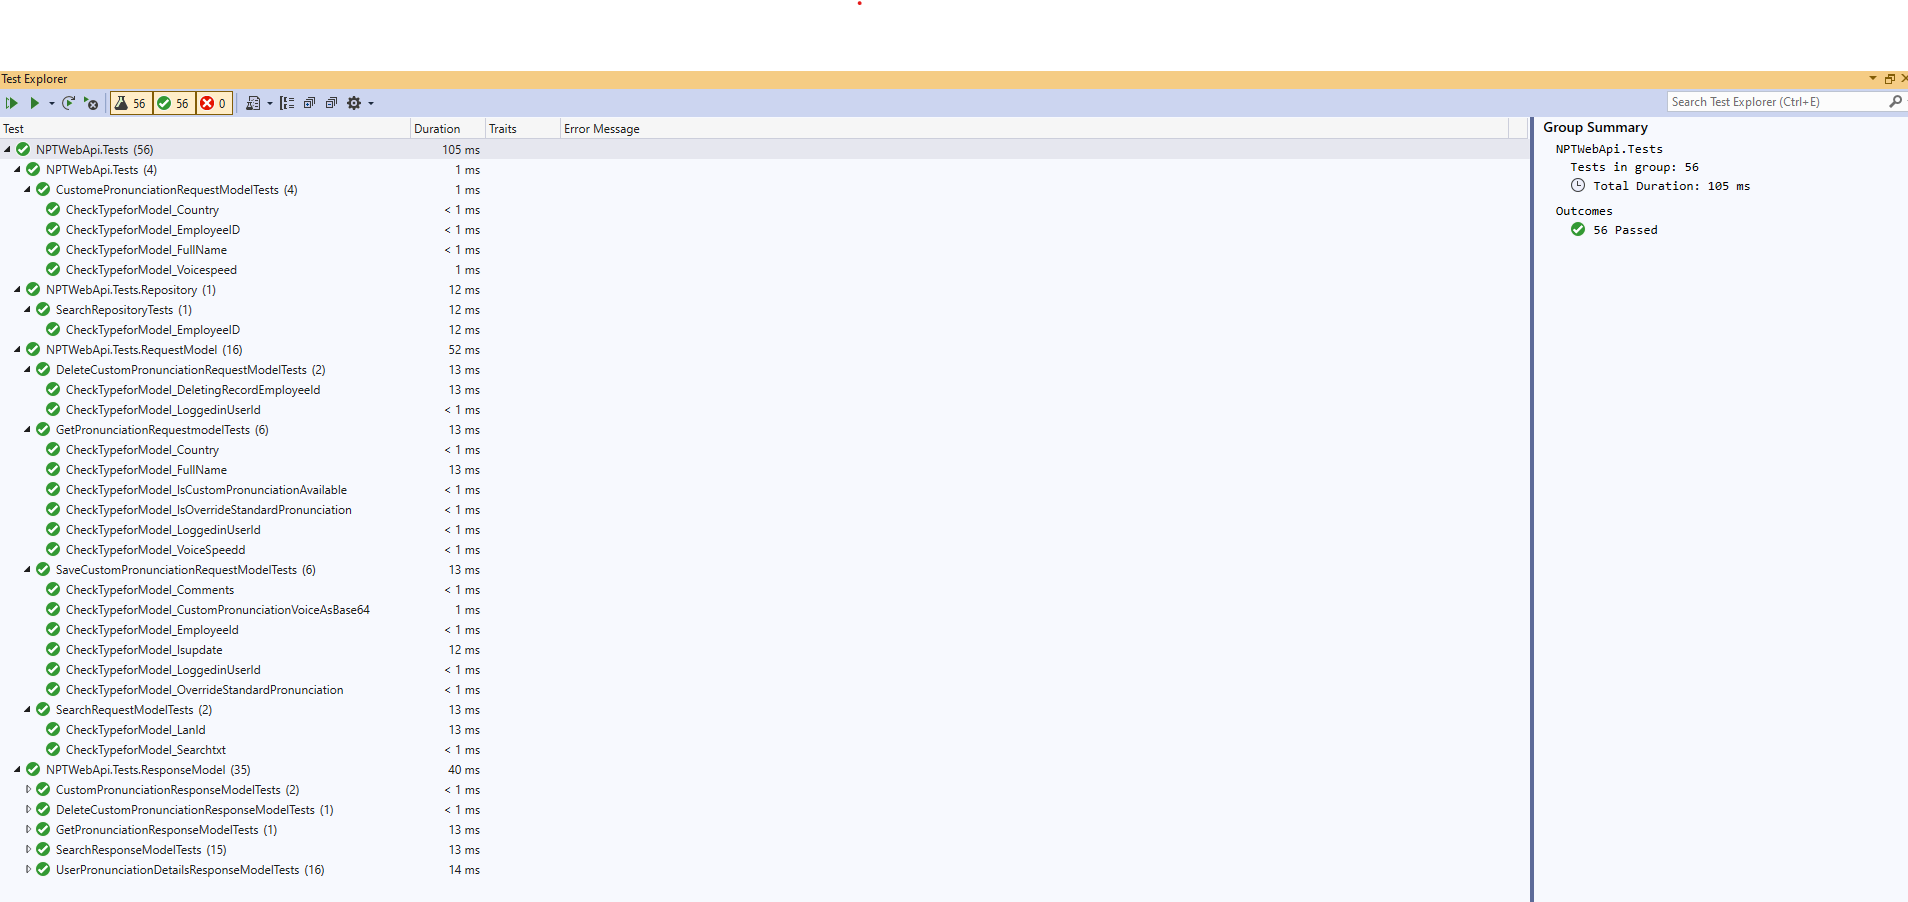 Test Explorer
56 56 0
Search Test Explorer (Ctrl+E)
Test Duration Traits Error Message
NPTWebApi.Tests (56) 105 ms
NPTWebApi.Tests (4) 1 ms
CustomePronunciationRequestModelTests (4) 1 ms
CheckTypeforModel_Country < 1 ms
CheckTypeforModel_EmployeeID < 1 ms
CheckTypeforModel_FullName < 1 ms
CheckTypeforModel_Voicespeed 1 ms
NPTWebApi.Tests.Repository (1) 12 ms
SearchRepositoryTests (1) 12 ms
CheckTypeforModel_EmployeeID 12 ms
NPTWebApi.Tests.RequestModel (16) 52 ms
DeleteCustomPronunciationRequestModelTests (2) 13 ms
CheckTypeforModel_DeletingRecordEmployeeId 13 ms
CheckTypeforModel_LoggedinUserId < 1 ms
GetPronunciationRequestmodelTests (6) 13 ms
CheckTypeforModel_Country < 1 ms
CheckTypeforModel_FullName 13 ms
CheckTypeforModel_IsCustomPronunciationAvailable < 1 ms
CheckTypeforModel_IsOverrideStandardPronunciation < 1 ms
CheckTypeforModel_LoggedinUserId < 1 ms
CheckTypeforModel_VoiceSpeedd < 1 ms
SaveCustomPronunciationRequestModelTests (6) 13 ms
CheckTypeforModel_Comments < 1 ms
CheckTypeforModel_CustomPronunciationVoiceAsBase64 1 ms
CheckTypeforModel_EmployeeId < 1 ms
CheckTypeforModel_Isupdate 12 ms
CheckTypeforModel_LoggedinUserId < 1 ms
CheckTypeforModel_OverrideStandardPronunciation < 1 ms
SearchRequestModelTests (2) 13 ms
CheckTypeforModel_LanId 13 ms
CheckTypeforModel_Searchtxt < 1 ms
NPTWebApi.Tests.ResponseModel (35) 40 ms
CustomPronunciationResponseModelTests (2) < 1 ms
DeleteCustomPronunciationResponseModelTests (1) < 1 ms
GetPronunciationResponseModelTests (1) 13 ms
SearchResponseModelTests (15) 13 ms
UserPronunciationDetailsResponseModelTests (16) 14 ms
Group Summary
NPTWebApi.Tests
Tests in group: 56
Total Duration: 105 ms
Outcomes
56 Passed